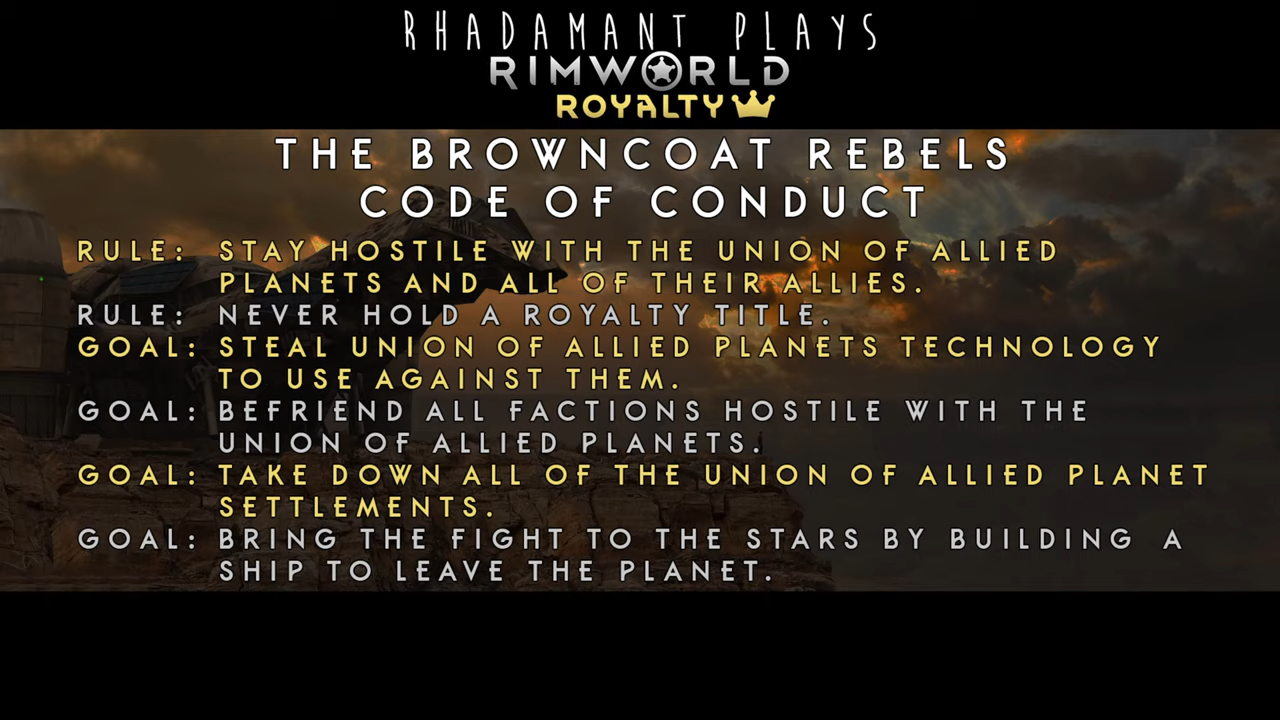 RHADAMANT PLAYS
RIMWORLD
ROYALTY
THE BROWNCOAT REBELS
CODE OF CONDUCT
RULE: STAY HOSTILE WITH THE UNION OF ALLIED
PLANETS AND ALL OF THEIR ALLIES.
RULE: NEVER HOLD A ROYALTY TITLE.
GOAL: STEAL UNION OF ALLIED PLANETS TECHNOLOGY
TO USE AGAINST THEM.
GOAL: BEFRIEND ALL FACTIONS HOSTILE WITH THE
UNION OF ALLIED PLANETS.
GOAL: TAKE DOWN ALL OF THE UNION OF ALLIED PLANET
SETTLEMENTS.
GOAL: BRING THE FIGHT TO THE STARS BY BUILDING A
SHIP TO LEAVE THE PLANET.